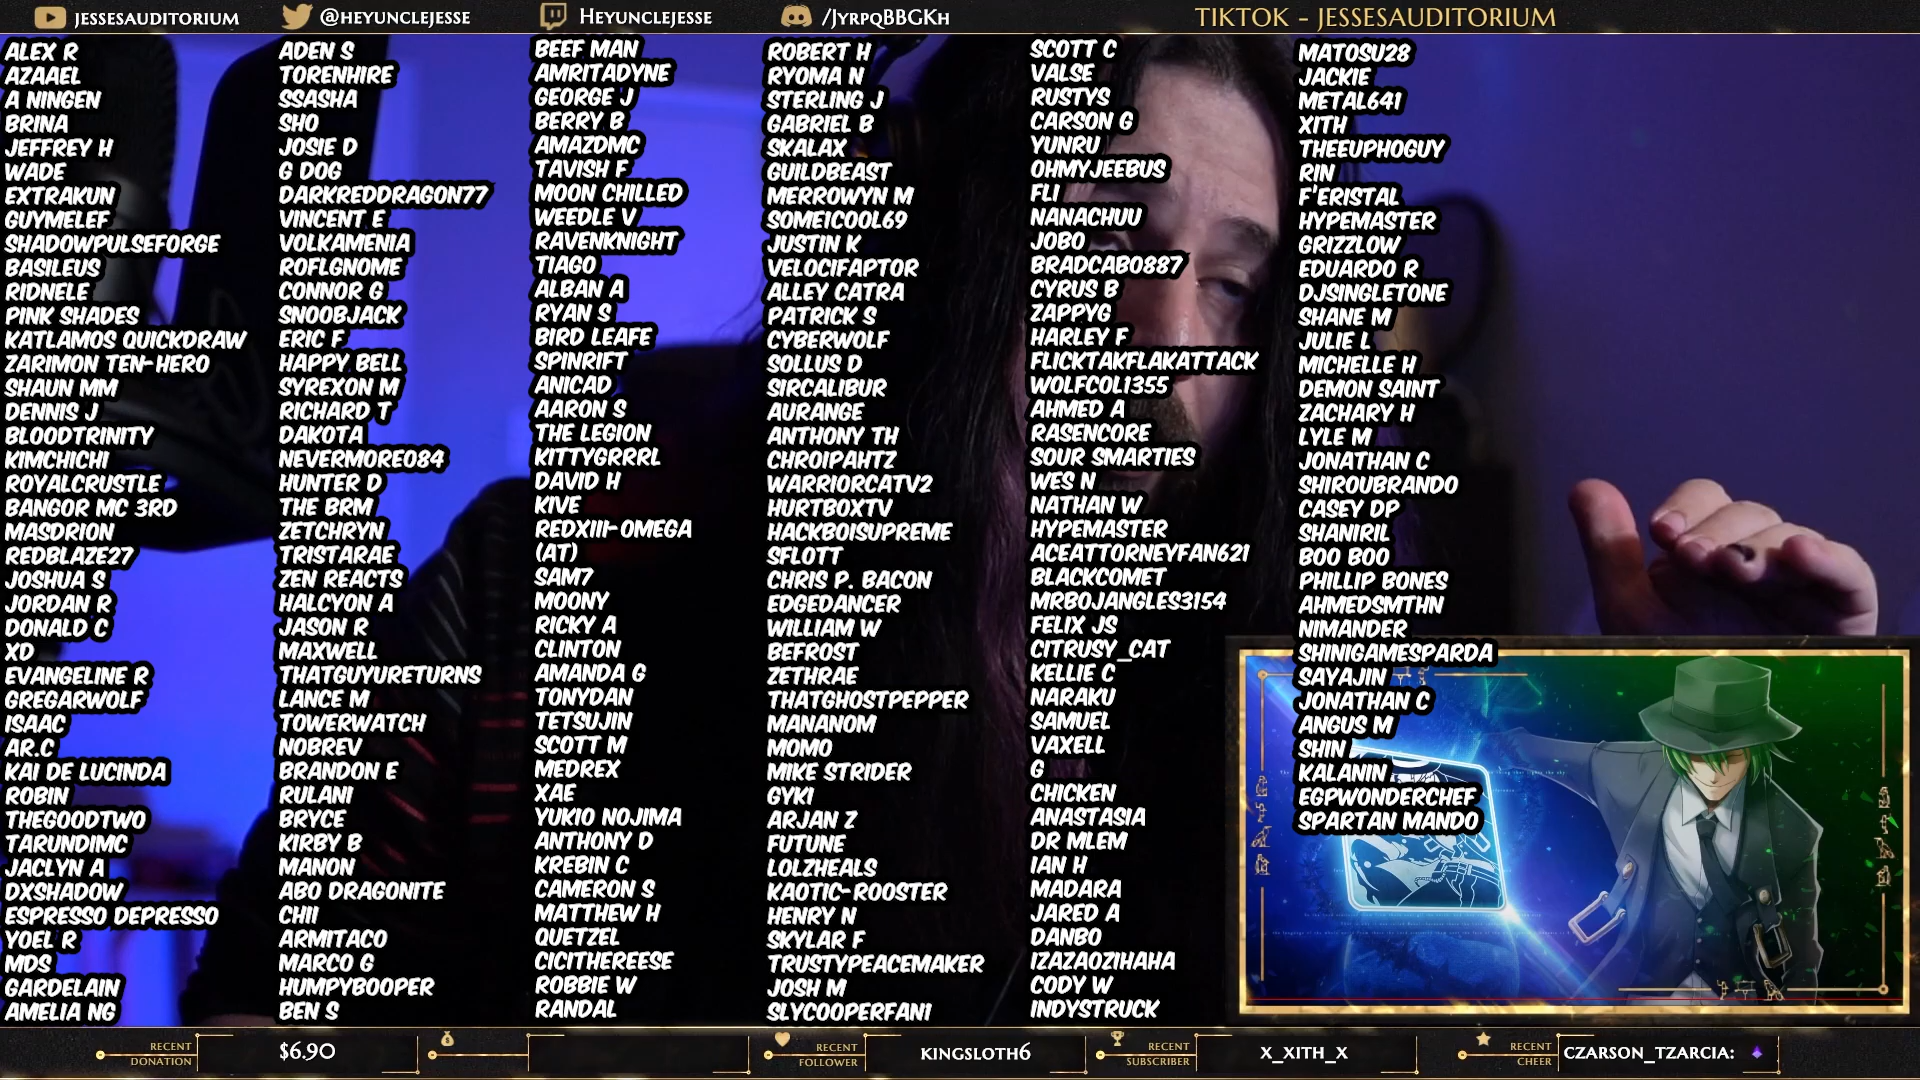 JESSESAUDITORIUM
@HEYUNCLEJESSE
HEYUNCLEJESSE
/JYRPQBBGKH
TIKTOK - JESSESAUDITORIUM
ALEX R
AZAAEL
A NINGEN
BRINA
JEFFREY H
WADE
EXTRAKUN
GUYMELEF
SHADOWPULSEFORGE
BASILEUS
RIDNELE
PINK SHADES
KATLAMOS QUICKDRAW
ZARIMON TEN-HERO
SHAUN MM
DENNIS J
BLOODTRINITY
KIMCHICHI
ROYALCRUSTLE
BANGOR MC 3RD
MASDRION
REDBLAZE27
JOSHUA S
JORDAN R
DONALD C
XD
EVANGELINE R
GREGARWOLF
ISAAC
AR.C
KAI DE LUCINDA
ROBIN
THEGOODTWO
TARUNDIMC
JACLYN A
DXSHADOW
ESPRESSO DEPRESSO
YOEL R
MDS
GARDELAIN
AMELIA NG
ADEN S
TORENHIRE
SSASHA
SHO
JOSIE D
G DOG
DARKREDDRAGON77
VINCENT E
VOLKAMENIA
ROFLGNOME
CONNOR G
SNOOBJACK
ERIC F
HAPPY BELL
SYREXON M
RICHARD T
DAKOTA
NEVERMORE084
HUNTER D
THE BRM
ZETCHRYN
TRISTARAE
ZEN REACTS
HALCYON A
JASON R
MAXWELL
THATGUYURETURNS
LANCE M
TOWERWATCH
NOBREV
BRANDON E
RULANI
BRYCE
KIRBY B
MANON
ABO DRAGONITE
CHII
ARMITACO
MARCO G
HUMPYBOOPER
BEN S
BEEF MAN
AMRITADYNE
GEORGE J
BERRY B
AMAZDMC
TAVISH F
MOON CHILLED
WEEDLE V
RAVENKNIGHT
TIAGO
ALBAN A
RYAN S
BIRD LEAFE
SPINRIFT
ANICAD
AARON S
THE LEGION
KITTYGRRRL
DAVID H
KIVE
REDXIII-OMEGA
(AT)
SAM7
MOONY
RICKY A
CLINTON
AMANDA G
TONYDAN
TETSUJIN
SCOTT M
MEDREX
XAE
YUKIO NOJIMA
ANTHONY D
KREBIN C
CAMERON S
MATTHEW H
QUETZEL
CICITHEREESE
ROBBIE W
RANDAL
ROBERT H
RYOMA N
STERLING J
GABRIEL B
SKALAX
GUILDBEAST
MERROWYN M
SOMEICOOL69
JUSTIN K
VELOCIFAPTOR
ALLEY CATRA
PATRICK S
CYBERWOLF
SOLLUS D
SIRCALIBUR
AURANGE
ANTHONY TH
CHROIPAHTZ
WARRIORCATV2
HURTBOXTV
HACKBOISUPREME
SFLOTT
CHRIS P. BACON
EDGEDANCER
WILLIAM W
BEFROST
ZETHRAE
THATGHOSTPEPPER
MANANOM
MOMO
MIKE STRIDER
GYKI
ARJAN Z
FUTUNE
LOLZHEALS
KAOTIC-ROOSTER
HENRY N
SKYLAR F
TRUSTYPEACEMAKER
JOSH M
SLYCOOPERFAN1
SCOTT C
VALSE
RUSTYS
CARSON G
YUNRU
OHMYJEEBUS
FLI
NANACHUU
JOBO
BRADCABO887
CYRUS B
ZAPPYG
HARLEY F
FLICKTAKFLAKATTACK
WOLFCOL1355
AHMED A
RASENCORE
SOUR SMARTIES
WES N
NATHAN W
HYPEMASTER
ACEATTORNEYFAN621
BLACKCOMET
MRBOJANGLES3154
FELIX JS
CITRUSY_CAT
KELLIE C
NARAKU
SAMUEL
VAXELL
G
CHICKEN
ANASTASIA
DR MLEM
IAN H
MADARA
JARED A
DANBO
IZAZAOZIHAHA
CODY W
INDYSTRUCK
MATOSU28
JACKIE
METAL641
XITH
THEEUPHOGUY
RIN
F'ERISTAL
HYPEMASTER
GRIZZLOW
EDUARDO R
DJSINGLETONE
SHANE M
JULIE L
MICHELLE H
DEMON SAINT
ZACHARY H
LYLE M
JONATHAN C
SHIROUBRANDO
CASEY DP
SHANIRIL
BOO BOO
PHILLIP BONES
AHMEDSMTHN
NIMANDER
SHINIGAMESPARDA
SAYAJIN
JONATHAN C
ANGUS M
SHIN
KALANIN
EGPWONDERCHEF
SPARTAN MANDO
RECENT DONATION
$6.90
RECENT FOLLOWER
KINGSLOTH6
RECENT SUBSCRIBER
X_XITH_X
RECENT CHEER
CZARSON_TZARCIA: